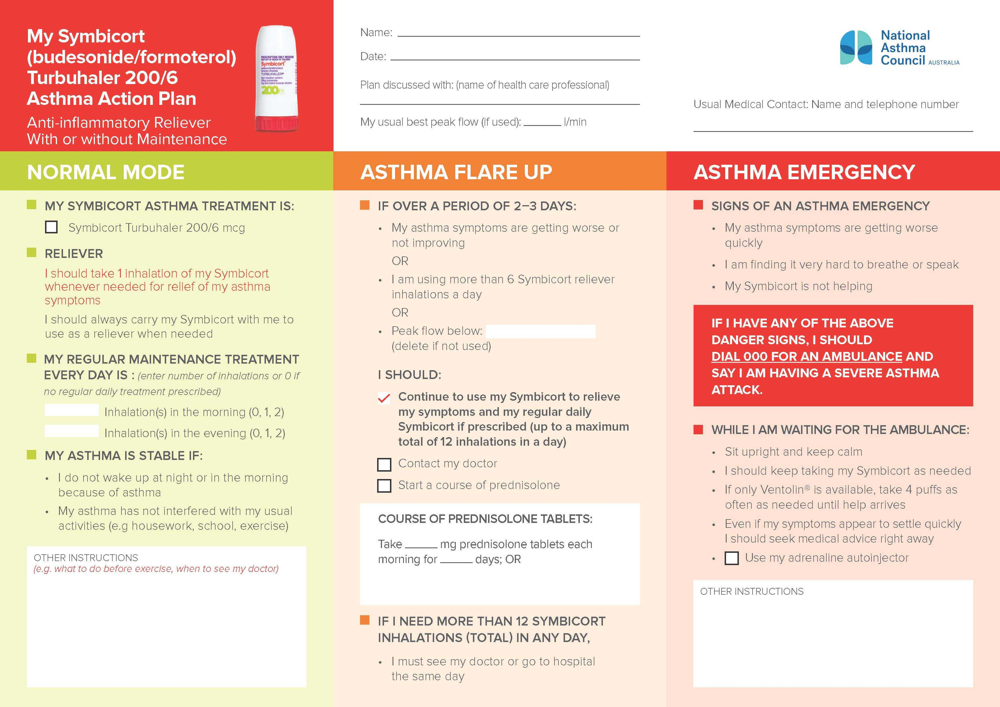 My Symbicort
(budesonide/formoterol)
Turbuhaler 200/6
Asthma Action Plan
Anti-inflammatory Reliever
With or without Maintenance
PRESCRIPTION ONLY MEDICINE
KEEP OUT OF REACH OF CHILDREN
Symbicort®
budesonide/eformoterol
fumarate dihydrate
TURBUHALER®
Each inhalation contains
200µg budesonide
6µg eformoterol fumarate dihydrate
200/6
Name:
Date:
Plan discussed with: (name of health care professional)
My usual best peak flow (if used): l/min
National
Asthma
Council AUSTRALIA
Usual Medical Contact: Name and telephone number
NORMAL MODE
MY SYMBICORT ASTHMA TREATMENT IS:
Symbicort Turbuhaler 200/6 mcg
RELIEVER
I should take 1 inhalation of my Symbicort
whenever needed for relief of my asthma
symptoms
I should always carry my Symbicort with me to
use as a reliever when needed
MY REGULAR MAINTENANCE TREATMENT
EVERY DAY IS : (enter number of inhalations or 0 if
no regular daily treatment prescribed)
Inhalation(s) in the morning (0, 1, 2)
Inhalation(s) in the evening (0, 1, 2)
MY ASTHMA IS STABLE IF:
• I do not wake up at night or in the morning
because of asthma
• My asthma has not interfered with my usual
activities (e.g housework, school, exercise)
OTHER INSTRUCTIONS
(e.g. what to do before exercise, when to see my doctor)
ASTHMA FLARE UP
IF OVER A PERIOD OF 2–3 DAYS:
• My asthma symptoms are getting worse or
not improving
OR
• I am using more than 6 Symbicort reliever
inhalations a day
OR
• Peak flow below:
(delete if not used)
I SHOULD:
Continue to use my Symbicort to relieve
my symptoms and my regular daily
Symbicort if prescribed (up to a maximum
total of 12 inhalations in a day)
Contact my doctor
Start a course of prednisolone
COURSE OF PREDNISOLONE TABLETS:
Take ____ mg prednisolone tablets each
morning for ____ days; OR
IF I NEED MORE THAN 12 SYMBICORT
INHALATIONS (TOTAL) IN ANY DAY,
• I must see my doctor or go to hospital
the same day
ASTHMA EMERGENCY
SIGNS OF AN ASTHMA EMERGENCY
• My asthma symptoms are getting worse
quickly
• I am finding it very hard to breathe or speak
• My Symbicort is not helping
IF I HAVE ANY OF THE ABOVE
DANGER SIGNS, I SHOULD
DIAL 000 FOR AN AMBULANCE AND
SAY I AM HAVING A SEVERE ASTHMA
ATTACK.
WHILE I AM WAITING FOR THE AMBULANCE:
• Sit upright and keep calm
• I should keep taking my Symbicort as needed
• If only Ventolin® is available, take 4 puffs as
often as needed until help arrives
• Even if my symptoms appear to settle quickly
I should seek medical advice right away
• Use my adrenaline autoinjector
OTHER INSTRUCTIONS